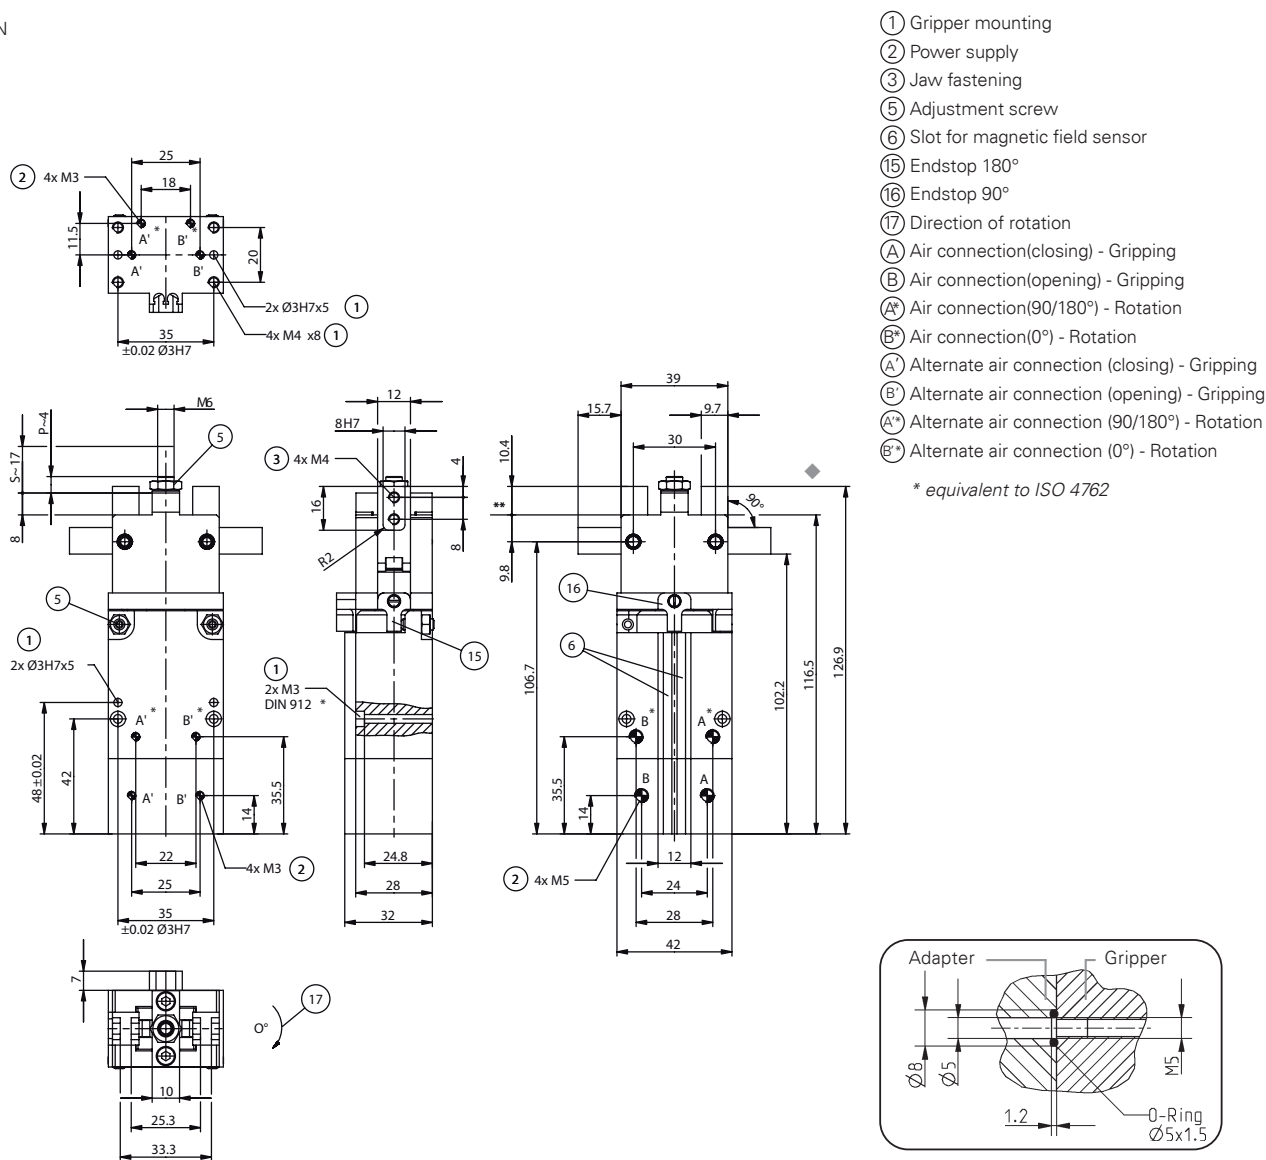 N
1 Gripper mounting
2 Power supply
3 Jaw fastening
5 Adjustment screw
6 Slot for magnetic field sensor
15 Endstop 180°
16 Endstop 90°
17 Direction of rotation
A Air connection(closing) - Gripping
B Air connection(opening) - Gripping
A* Air connection(90/180°) - Rotation
B* Air connection(0°) - Rotation
A' Alternate air connection (closing) - Gripping
B' Alternate air connection (opening) - Gripping
A'* Alternate air connection (90/180°) - Rotation
B'* Alternate air connection (0°) - Rotation
* equivalent to ISO 4762
25
2 4x M3
18
11.5
A' * B' *
20
A' B'
2x Ø3H7x5 1
4x M4 x8 1
35
±0.02 Ø3H7
M6
P~4
S~17
8
5
5
1
2x Ø3H7x5
A' * B' *
A' B'
48±0.02
42
35.5
14
22
4x M3 2
25
35
±0.02 Ø3H7
12
8H7
3 4x M4
4
16
8
R2
15
1
2x M3
DIN 912 *
24.8
28
32
39
15.7
9.7
30
10.4
**
9.8
90°
16
6
106.7
102.2
116.5
126.9
B * A *
B A
35.5
14
12
2 4x M5
24
28
42
7
O°
17
10
25.3
33.3
Adapter
Gripper
Ø8
Ø5
M5
1.2
O-Ring
Ø5x1.5